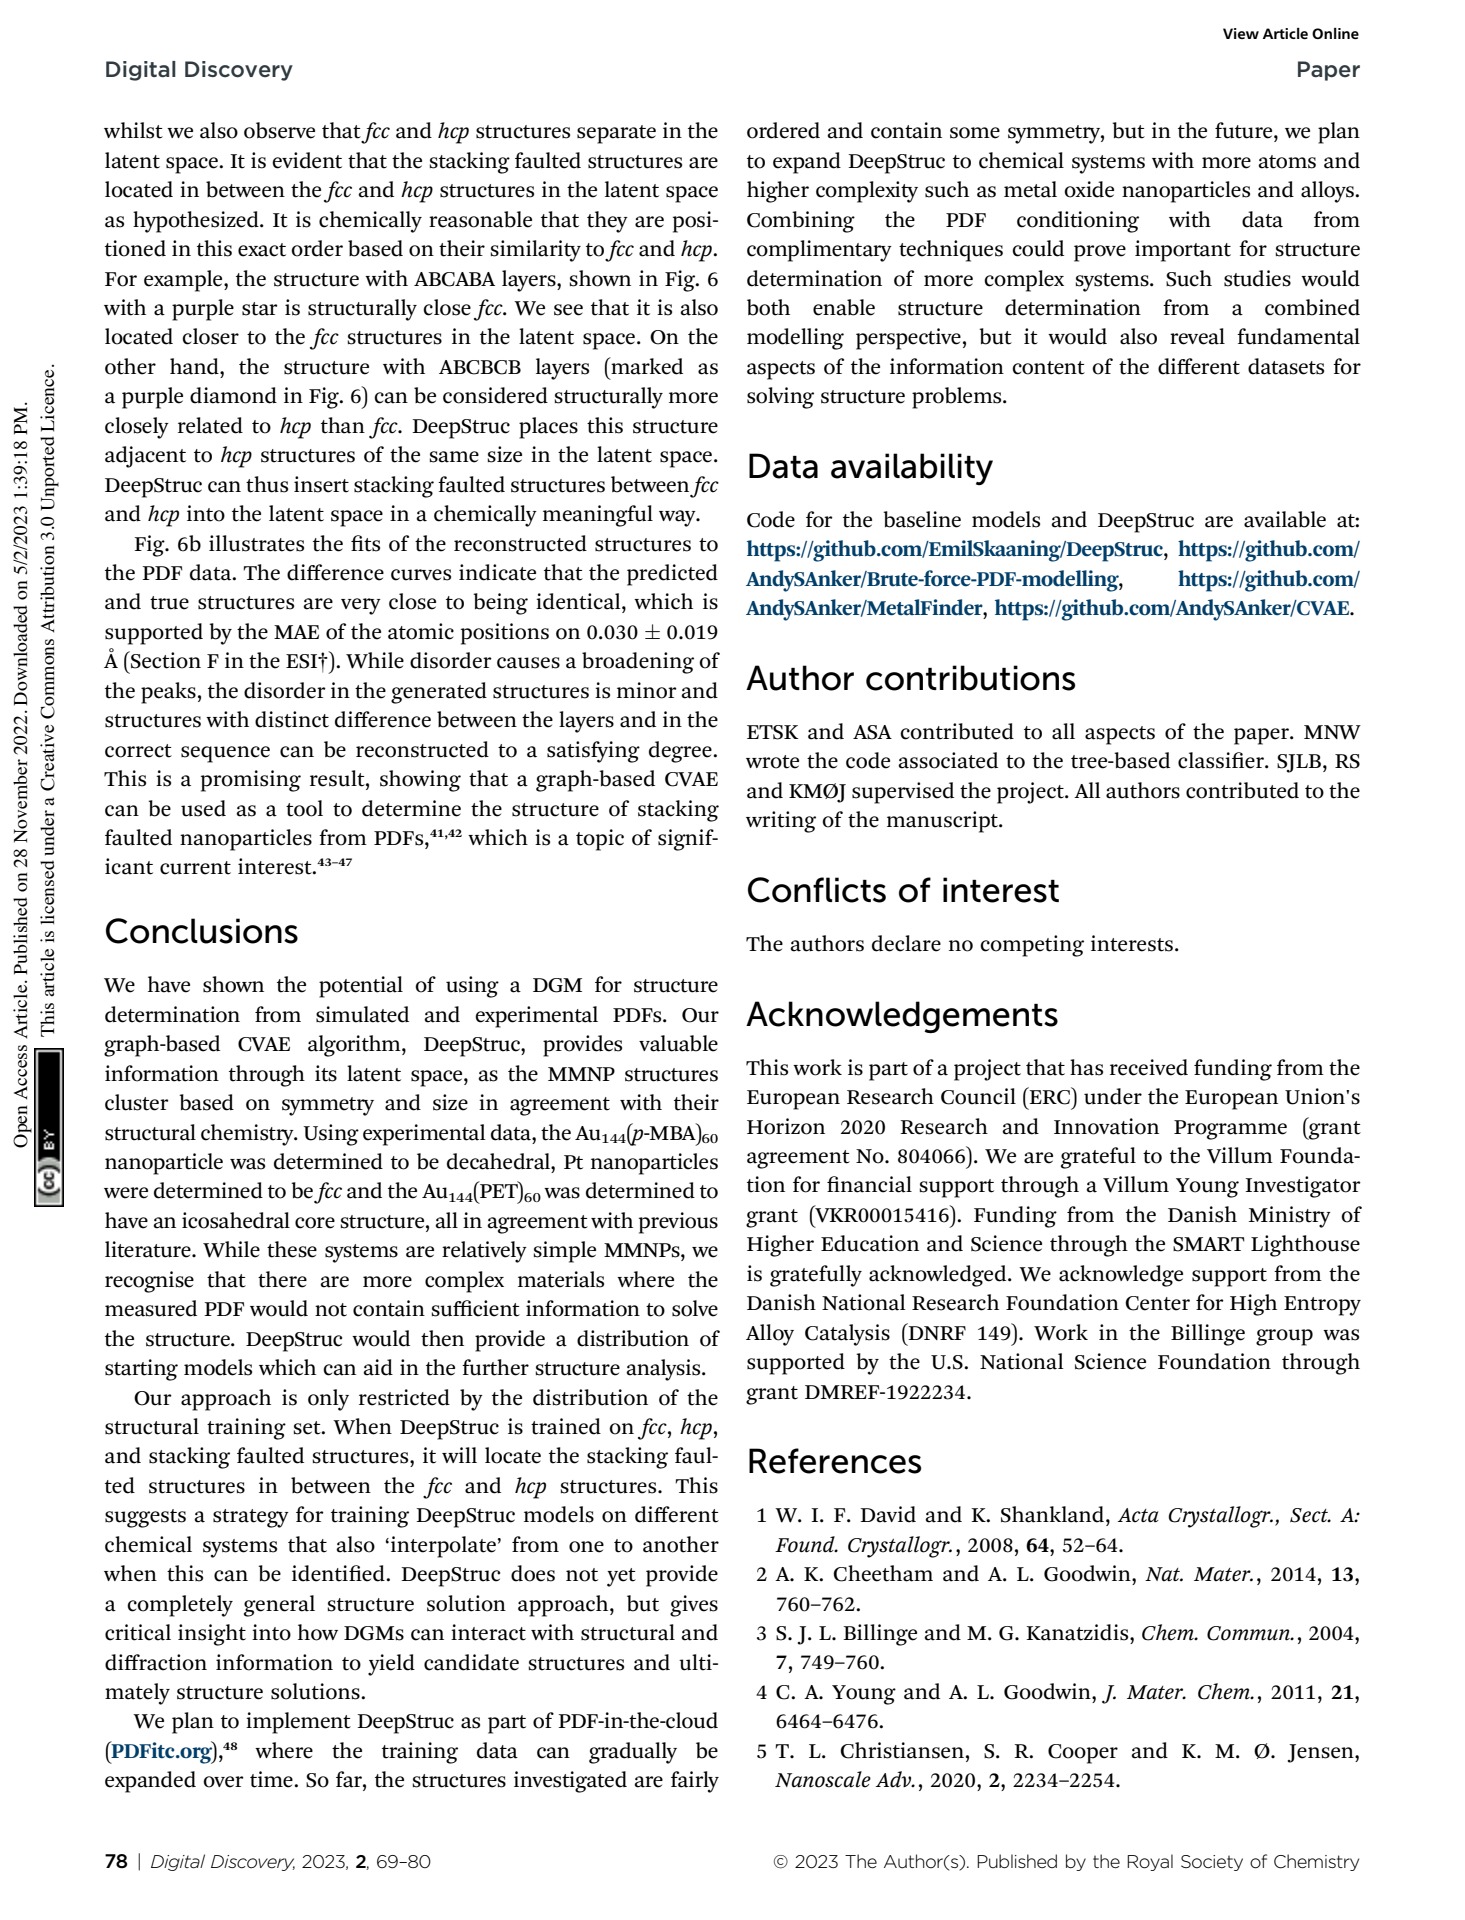 View Article Online
Digital Discovery
Paper
whilst we also observe that fcc and hcp structures separate in the
latent space. It is evident that the stacking faulted structures are
located in between the fcc and hcp structures in the latent space
as hypothesized. It is chemically reasonable that they are posi-
tioned in this exact order based on their similarity to fcc and hcp.
For example, the structure with ABCABA layers, shown in Fig. 6
with a purple star is structurally close fcc. We see that it is also
located closer to the fcc structures in the latent space. On the
other hand, the structure with ABCBCB layers (marked as
a purple diamond in Fig. 6) can be considered structurally more
closely related to hcp than fcc. DeepStruc places this structure
adjacent to hcp structures of the same size in the latent space.
DeepStruc can thus insert stacking faulted structures between fcc
and hcp into the latent space in a chemically meaningful way.
Fig. 6b illustrates the fits of the reconstructed structures to
the PDF data. The difference curves indicate that the predicted
and true structures are very close to being identical, which is
supported by the MAE of the atomic positions on 0.030 ± 0.019
Å (Section F in the ESI†). While disorder causes a broadening of
the peaks, the disorder in the generated structures is minor and
structures with distinct difference between the layers and in the
correct sequence can be reconstructed to a satisfying degree.
This is a promising result, showing that a graph-based CVAE
can be used as a tool to determine the structure of stacking
faulted nanoparticles from PDFs,41,42 which is a topic of signif-
icant current interest.43–47
Conclusions
We have shown the potential of using a DGM for structure
determination from simulated and experimental PDFs. Our
graph-based CVAE algorithm, DeepStruc, provides valuable
information through its latent space, as the MMNP structures
cluster based on symmetry and size in agreement with their
structural chemistry. Using experimental data, the Au144(p-MBA)60
nanoparticle was determined to be decahedral, Pt nanoparticles
were determined to be fcc and the Au144(PET)60 was determined to
have an icosahedral core structure, all in agreement with previous
literature. While these systems are relatively simple MMNPs, we
recognise that there are more complex materials where the
measured PDF would not contain sufficient information to solve
the structure. DeepStruc would then provide a distribution of
starting models which can aid in the further structure analysis.
Our approach is only restricted by the distribution of the
structural training set. When DeepStruc is trained on fcc, hcp,
and stacking faulted structures, it will locate the stacking faul-
ted structures in between the fcc and hcp structures. This
suggests a strategy for training DeepStruc models on different
chemical systems that also ‘interpolate’ from one to another
when this can be identified. DeepStruc does not yet provide
a completely general structure solution approach, but gives
critical insight into how DGMs can interact with structural and
diffraction information to yield candidate structures and ulti-
mately structure solutions.
We plan to implement DeepStruc as part of PDF-in-the-cloud
(PDFitc.org),48 where the training data can gradually be
expanded over time. So far, the structures investigated are fairly
ordered and contain some symmetry, but in the future, we plan
to expand DeepStruc to chemical systems with more atoms and
higher complexity such as metal oxide nanoparticles and alloys.
Combining the PDF conditioning with data from
complimentary techniques could prove important for structure
determination of more complex systems. Such studies would
both enable structure determination from a combined
modelling perspective, but it would also reveal fundamental
aspects of the information content of the different datasets for
solving structure problems.
Data availability
Code for the baseline models and DeepStruc are available at:
https://github.com/EmilSkaaning/DeepStruc, https://github.com/
AndySAnker/Brute-force-PDF-modelling, https://github.com/
AndySAnker/MetalFinder, https://github.com/AndySAnker/CVAE.
Author contributions
ETSK and ASA contributed to all aspects of the paper. MNW
wrote the code associated to the tree-based classifier. SJLB, RS
and KMØJ supervised the project. All authors contributed to the
writing of the manuscript.
Conflicts of interest
The authors declare no competing interests.
Acknowledgements
This work is part of a project that has received funding from the
European Research Council (ERC) under the European Union's
Horizon 2020 Research and Innovation Programme (grant
agreement No. 804066). We are grateful to the Villum Founda-
tion for financial support through a Villum Young Investigator
grant (VKR00015416). Funding from the Danish Ministry of
Higher Education and Science through the SMART Lighthouse
is gratefully acknowledged. We acknowledge support from the
Danish National Research Foundation Center for High Entropy
Alloy Catalysis (DNRF 149). Work in the Billinge group was
supported by the U.S. National Science Foundation through
grant DMREF-1922234.
References
1 W. I. F. David and K. Shankland, Acta Crystallogr., Sect. A:
Found. Crystallogr., 2008, 64, 52–64.
2 A. K. Cheetham and A. L. Goodwin, Nat. Mater., 2014, 13,
760–762.
3 S. J. L. Billinge and M. G. Kanatzidis, Chem. Commun., 2004,
7, 749–760.
4 C. A. Young and A. L. Goodwin, J. Mater. Chem., 2011, 21,
6464–6476.
5 T. L. Christiansen, S. R. Cooper and K. M. Ø. Jensen,
Nanoscale Adv., 2020, 2, 2234–2254.
78 | Digital Discovery, 2023, 2, 69–80
© 2023 The Author(s). Published by the Royal Society of Chemistry
Open Access Article. Published on 28 November 2022. Downloaded on 5/2/2023 1:39:18 PM.
This article is licensed under a Creative Commons Attribution 3.0 Unported Licence.
(cc) BY